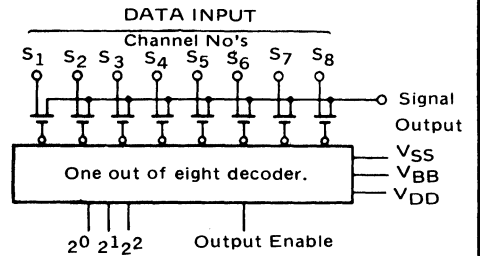 DATA INPUT
Channel No's
S1 S2 S3 S4 S5 S6 S7 S8
Signal
Output
One out of eight decoder.
VSS
VBB
VDD
2^0 2^1 2^2 Output Enable